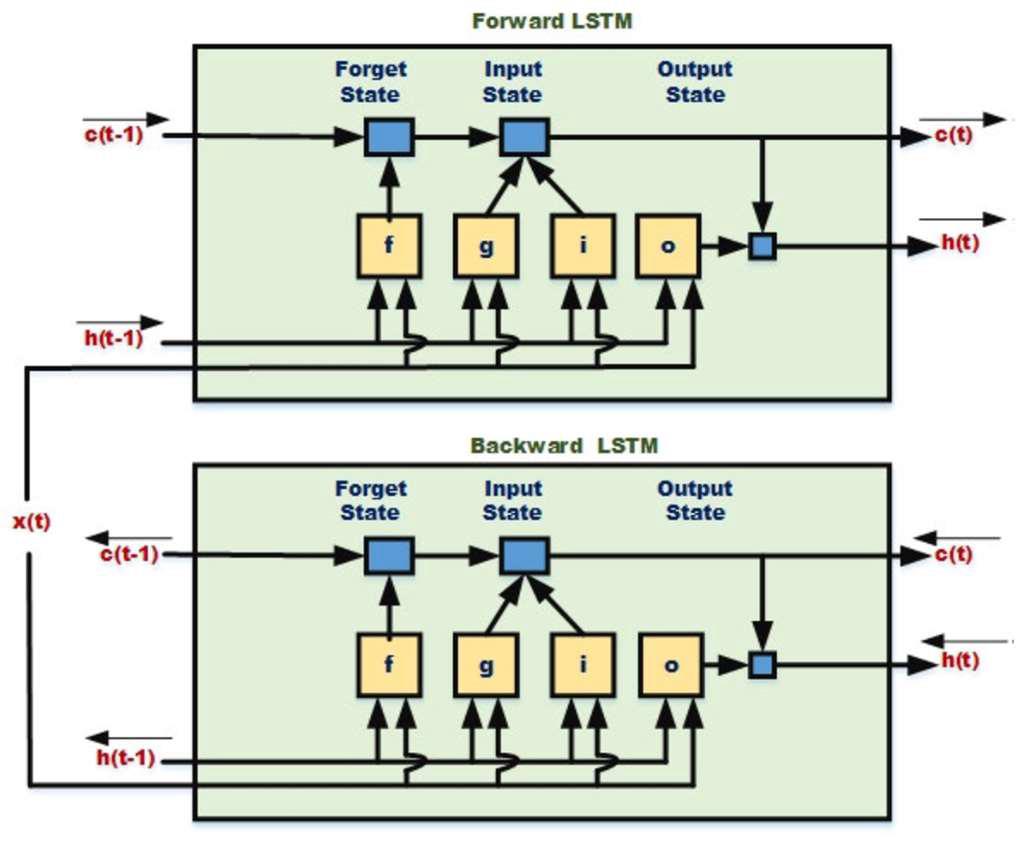 Forward LSTM
Forget Input Output
State State State
c(t-1) c(t)
f g i o h(t)
h(t-1)
Backward LSTM
Forget Input Output
State State State
x(t)
c(t-1) c(t)
f g i o h(t)
h(t-1)